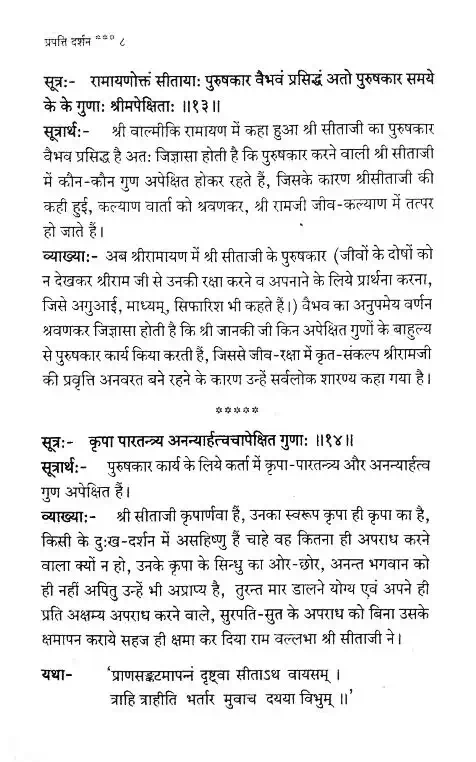 प्रपत्ति दर्शन *** ८
सूत्र:- रामायणोक्तं सीतायाः पुरुषकार वैभवं प्रसिद्धं अतो पुरुषकार समये
के के गुणाः श्रीमपेक्षिताः ॥१३॥
सूत्रार्थ:- श्री वाल्मीकि रामायण में कहा हुआ श्री सीताजी का पुरुषकार
वैभव प्रसिद्ध है अतः जिज्ञासा होती है कि पुरुषकार करने वाली श्री सीताजी
में कौन-कौन गुण अपेक्षित होकर रहते हैं, जिसके कारण श्रीसीताजी की
कही हुई, कल्याण वार्ता को श्रवणकर, श्री रामजी जीव-कल्याण में तत्पर
हो जाते हैं।
व्याख्या:- अब श्रीरामायण में श्री सीताजी के पुरुषकार (जीवों के दोषों को
न देखकर श्रीराम जी से उनकी रक्षा करने व अपनाने के लिये प्रार्थना करना,
जिसे अगुआई, माध्यम्, सिफारिश भी कहते हैं।) वैभव का अनुपमेय वर्णन
श्रवणकर जिज्ञासा होती है कि श्री जानकी जी किन अपेक्षित गुणों के बाहुल्य
से पुरुषकार कार्य किया करती हैं, जिससे जीव-रक्षा में कृत-संकल्प श्रीरामजी
की प्रवृत्ति अनवरत बने रहने के कारण उन्हें सर्वलोक शारण्य कहा गया है।
*****
सूत्र:- कृपा पारतन्त्र्य अनन्यार्हत्वचापेक्षित गुणाः ॥१४॥
सूत्रार्थ:- पुरुषकार कार्य के लिये कर्ता में कृपा-पारतन्त्र्य और अनन्यार्हत्व
गुण अपेक्षित हैं।
व्याख्या:- श्री सीताजी कृपार्णवा हैं, उनका स्वरूप कृपा ही कृपा का है,
किसी के दुःख-दर्शन में असहिष्णु हैं चाहे वह कितना ही अपराध करने
वाला क्यों न हो, उनके कृपा के सिन्धु का ओर-छोर, अनन्त भगवान को
ही नहीं अपितु उन्हें भी अप्राप्य है, तुरन्त मार डालने योग्य एवं अपने ही
प्रति अक्षम्य अपराध करने वाले, सुरपति-सुत के अपराध को बिना उसके
क्षमापन कराये सहज ही क्षमा कर दिया राम वल्लभा श्री सीताजी ने।
यथा- 'प्राणसङ्कटमापन्नं दृष्ट्वा सीताऽथ वायसम् ।
त्राहि त्राहीति भर्तार मुवाच दयया विभुम् ॥'